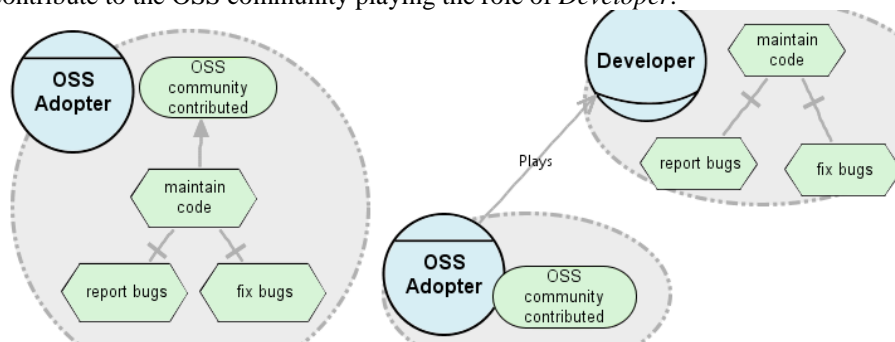 contribute to the OSS community playing the role of Developer.
OSS
Adopter
OSS
community
contributed
maintain
code
report bugs
fix bugs
Developer
maintain
code
report bugs
fix bugs
Plays
OSS
Adopter
OSS
community
contributed